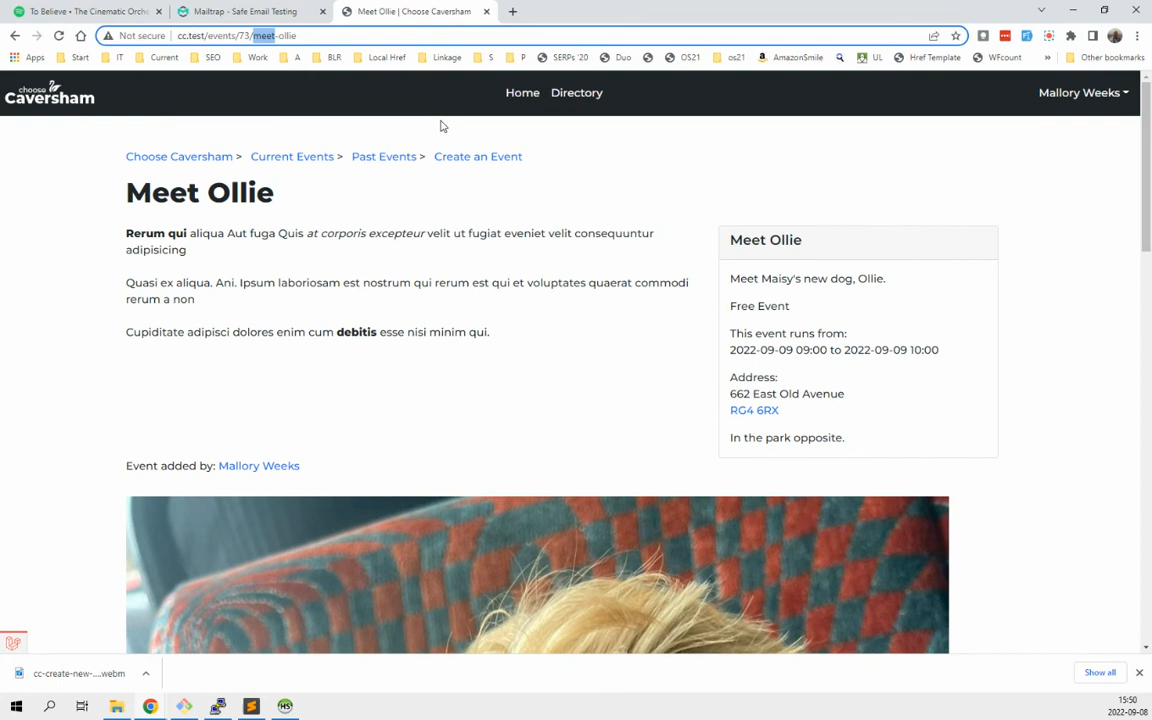 To Believe • The Cinematic Orche
Mailtrap - Safe Email Testing
Meet Ollie | Choose Caversham
Not secure
cc.test/events/73/meet-ollie
Apps
Start
IT
Current
SEO
Work
A
BLR
Local Href
Linkage
S
P
SERPs '20
Duo
OS21
os21
AmazonSmile
UL
Href Template
WFcount
»
Other bookmarks
choose
Caversham
Home
Directory
Mallory Weeks
Choose Caversham >
Current Events >
Past Events >
Create an Event
Meet Ollie
Rerum qui aliqua Aut fuga Quis at corporis excepteur velit ut fugiat eveniet velit consequuntur
adipisicing
Quasi ex aliqua. Ani. Ipsum laboriosam est nostrum qui rerum est qui et voluptates quaerat commodi
rerum a non
Cupiditate adipisci dolores enim cum debitis esse nisi minim qui.
Event added by: Mallory Weeks
Meet Ollie
Meet Maisy's new dog, Ollie.
Free Event
This event runs from:
2022-09-09 09:00 to 2022-09-09 10:00
Address:
662 East Old Avenue
RG4 6RX
In the park opposite.
cc-create-new-....webm
Show all
HS
15:50
2022-09-08